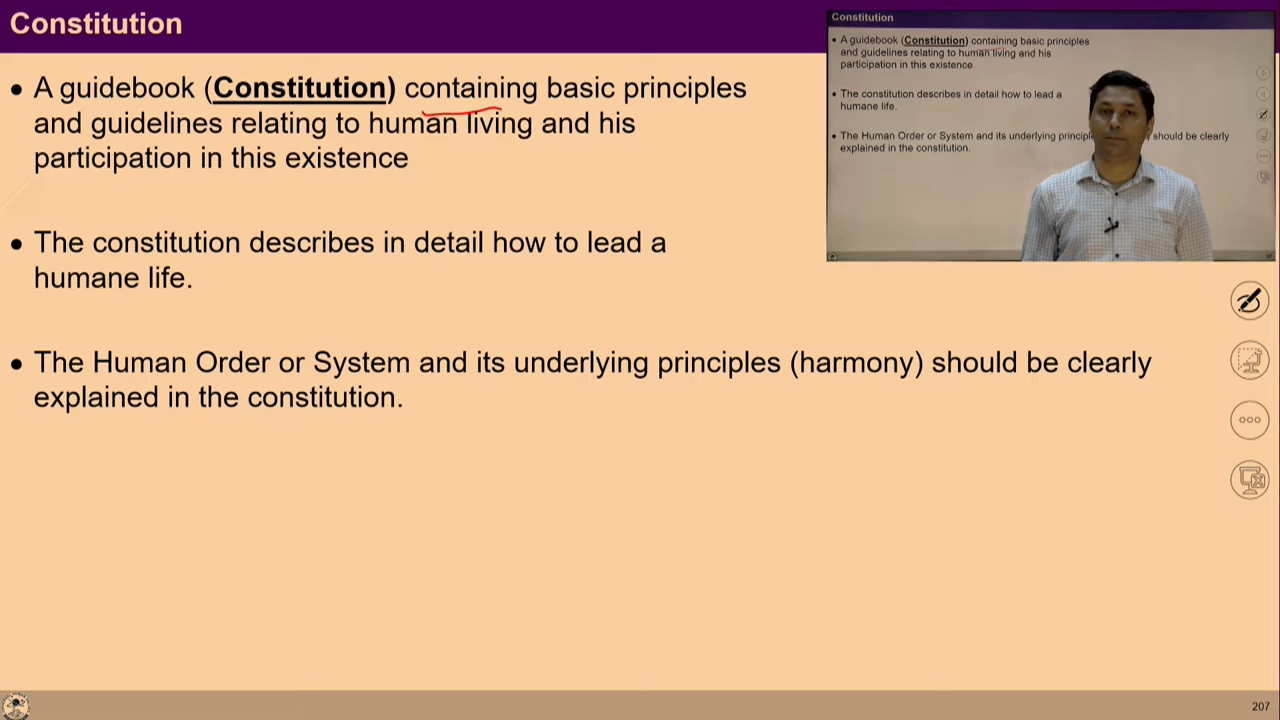 Constitution
• A guidebook (Constitution) containing basic principles
and guidelines relating to human living and his
participation in this existence
• The constitution describes in detail how to lead a
humane life.
• The Human Order or System and its underlying principles (harmony) should be clearly
explained in the constitution.
Constitution
• A guidebook (Constitution) containing basic principles
and guidelines relating to human living and his
participation in this existence
• The constitution describes in detail how to lead a
humane life.
• The Human Order or System and its underlying should be clearly
explained in the constitution.
207